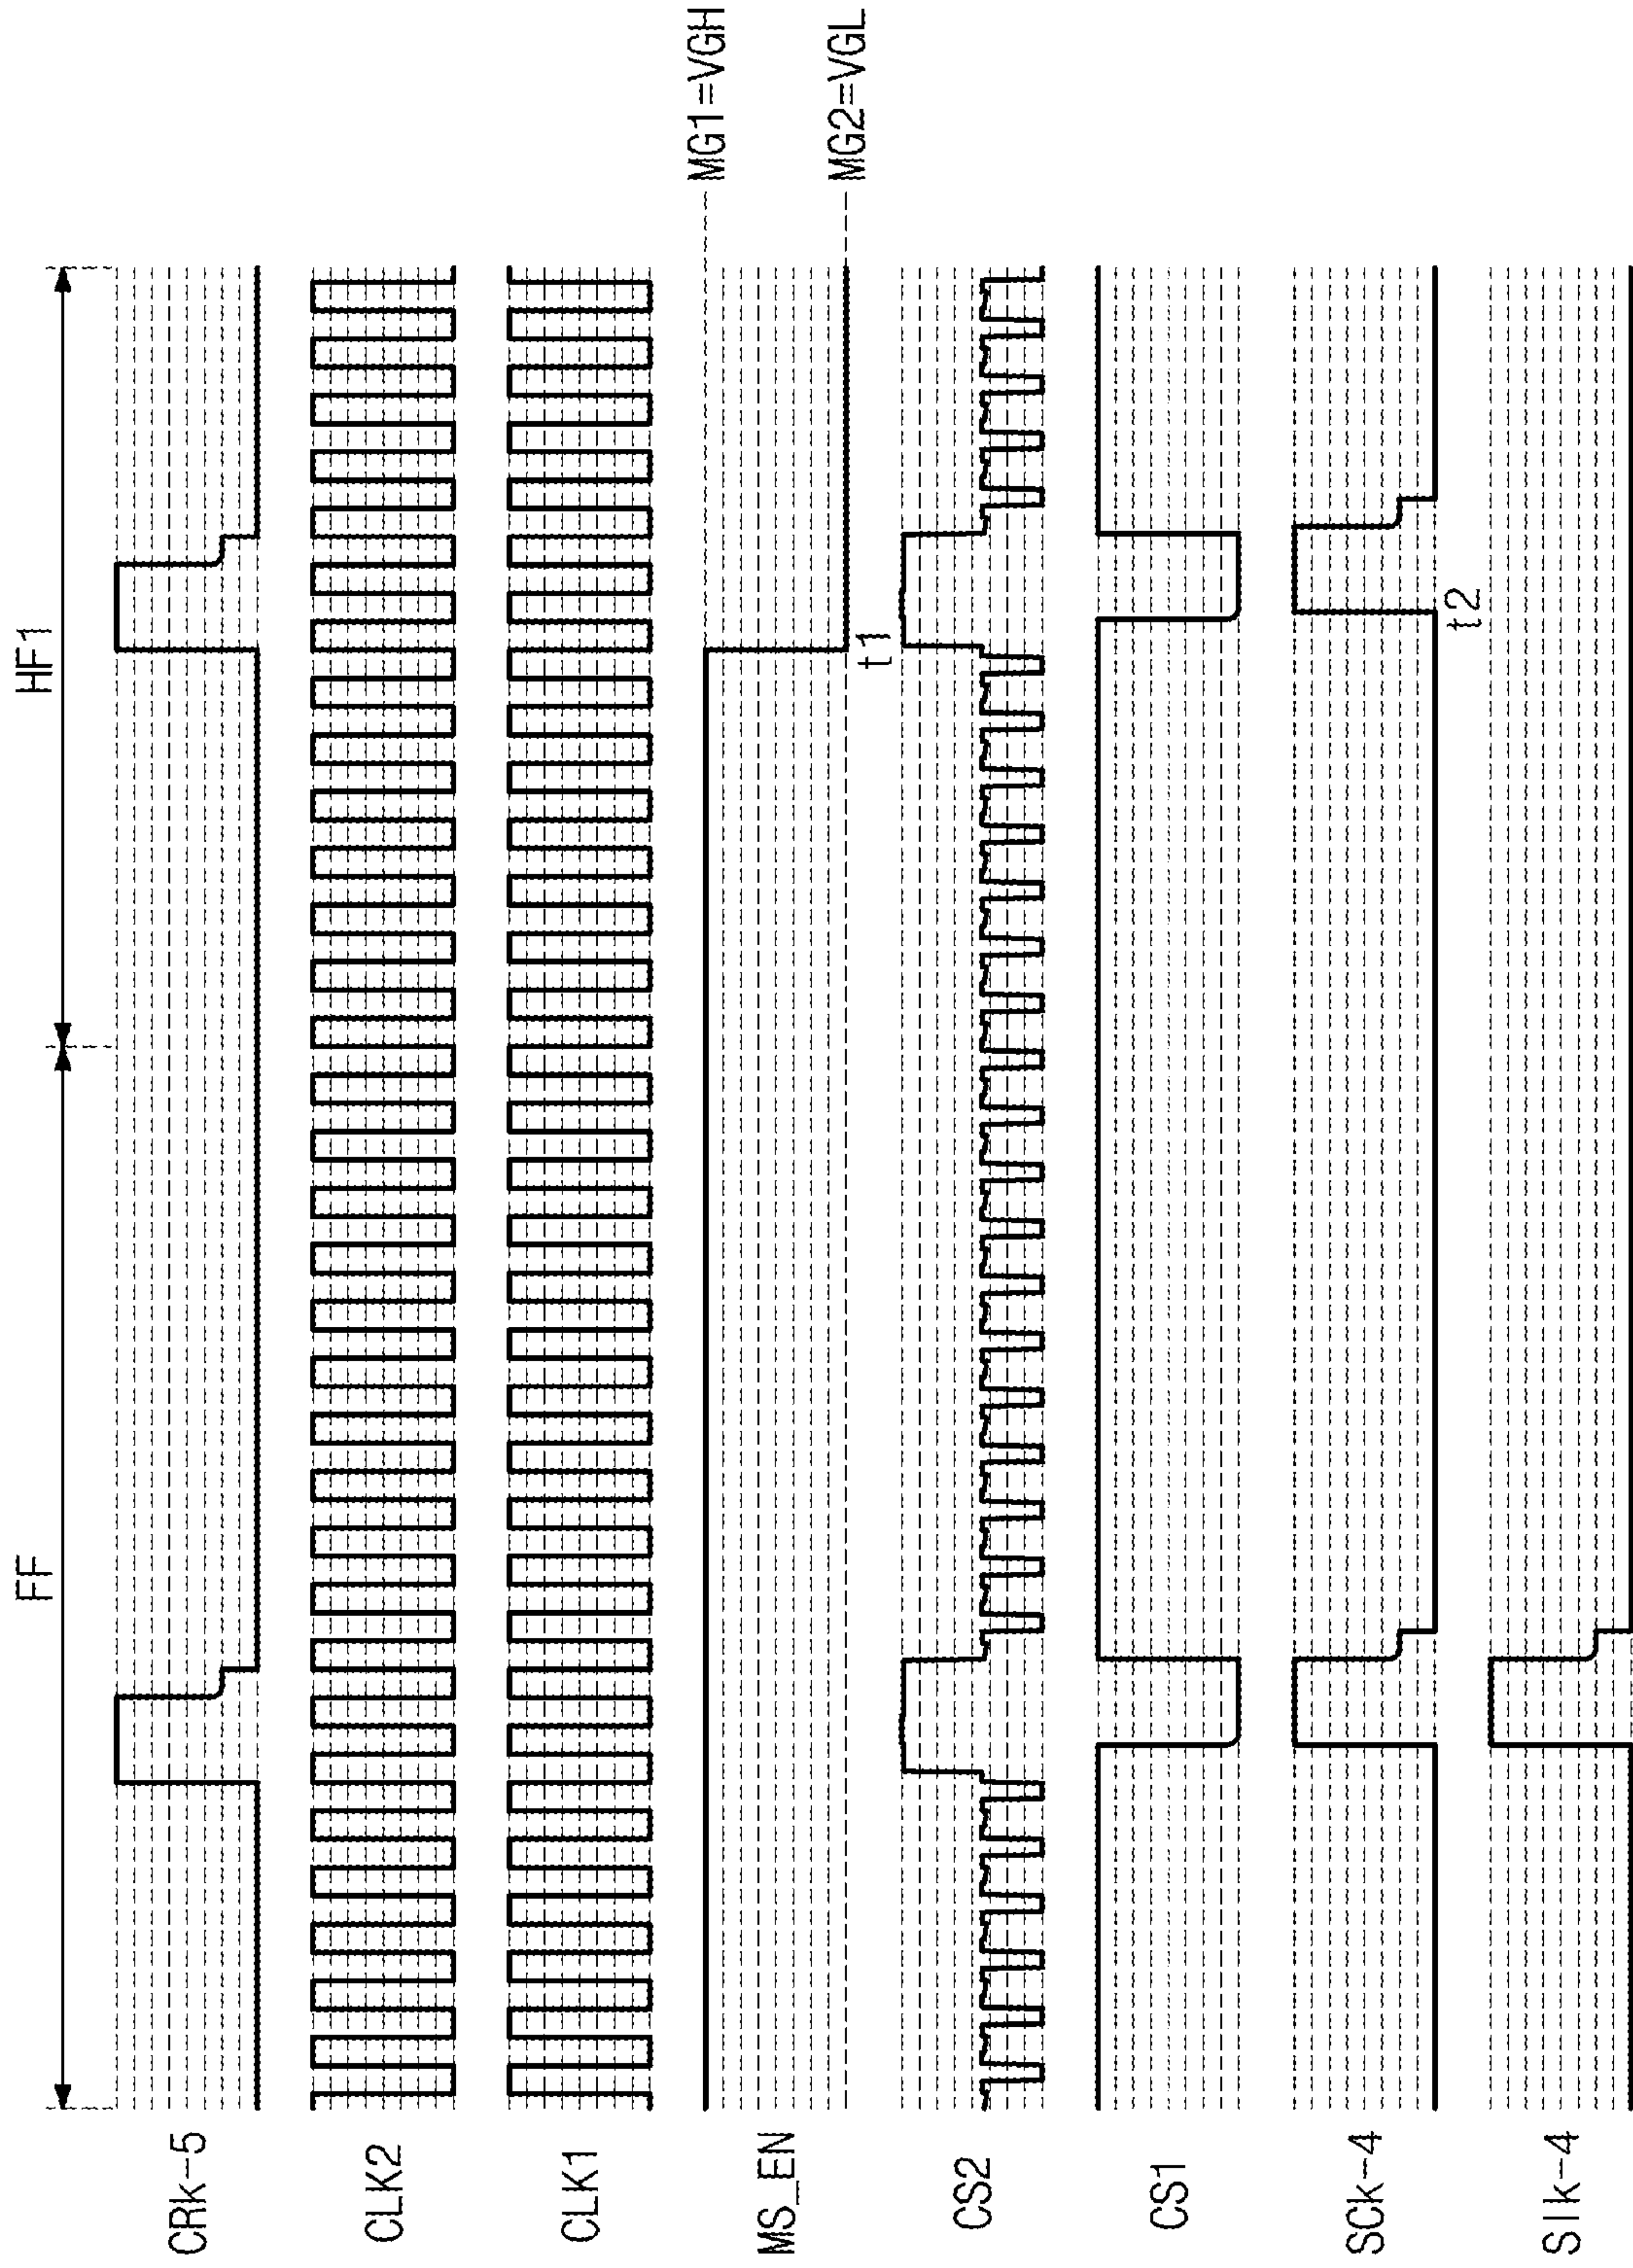 FF
HF1
CRk-5
CLK2
CLK1
MS_EN
MG1=VGH
MG2=VGL
t1
CS2
CS1
SCk-4
t2
SIk-4